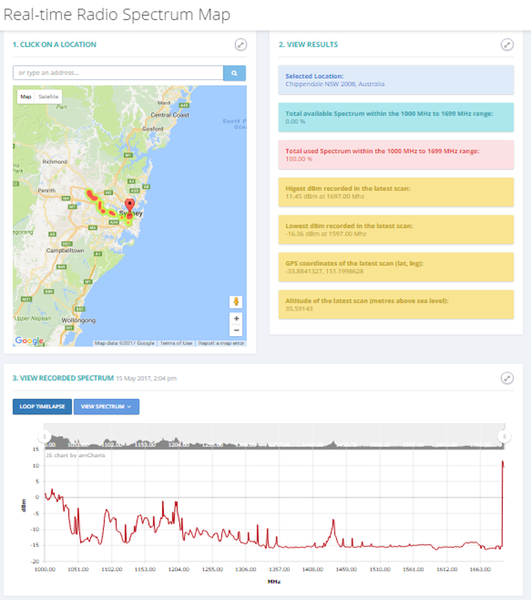 Real-time Radio Spectrum Map
1. CLICK ON A LOCATION
or type an address...
Map Satellite
Central Coast
Gosford
Richmond
Penrith
Sydney
Campbelltown
Upper Nepean
Wollongong
Google
Map data ©2017 Google Terms of Use Report a map error
2. VIEW RESULTS
Selected Location:
Chippendale NSW 2008, Australia
Total available Spectrum within the 1000 MHz to 1699 MHz range:
0.00 %
Total used Spectrum within the 1000 MHz to 1699 MHz range:
100.00 %
Higest dBm recorded in the latest scan:
11.45 dBm at 1697.00 Mhz
Lowest dBm recorded in the latest scan:
-16.36 dBm at 1597.00 Mhz
GPS coordinates of the latest scan (lat, lng):
-33.8841327, 151.1998628
Altitude of the latest scan (metres above sea level):
35.59143
3. VIEW RECORDED SPECTRUM 15 May 2017, 2:04 pm
LOOP TIMELAPSE
VIEW SPECTRUM
JS chart by amCharts
15
10
5
0
-5
-10
-15
-20
dBm
1000.00 1051.00 1102.00 1153.00 1204.00 1255.00 1306.00 1357.00 1408.00 1459.00 1510.00 1561.00 1612.00 1663.00
MHz